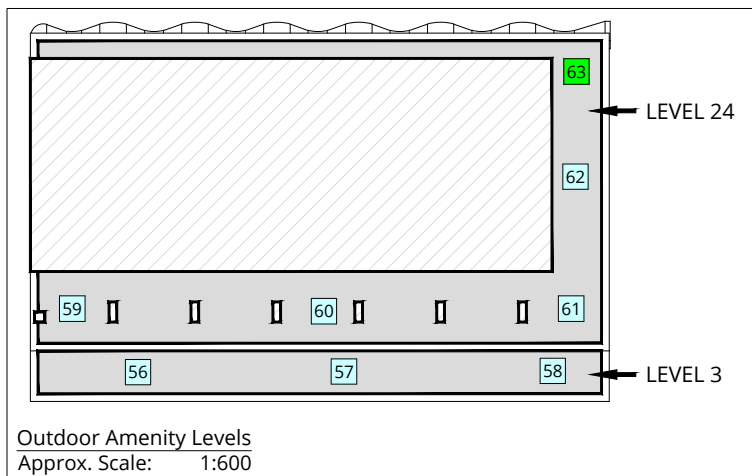 63
LEVEL 24
62
59
60
61
56
57
58
LEVEL 3
Outdoor Amenity Levels
Approx. Scale: 1:600